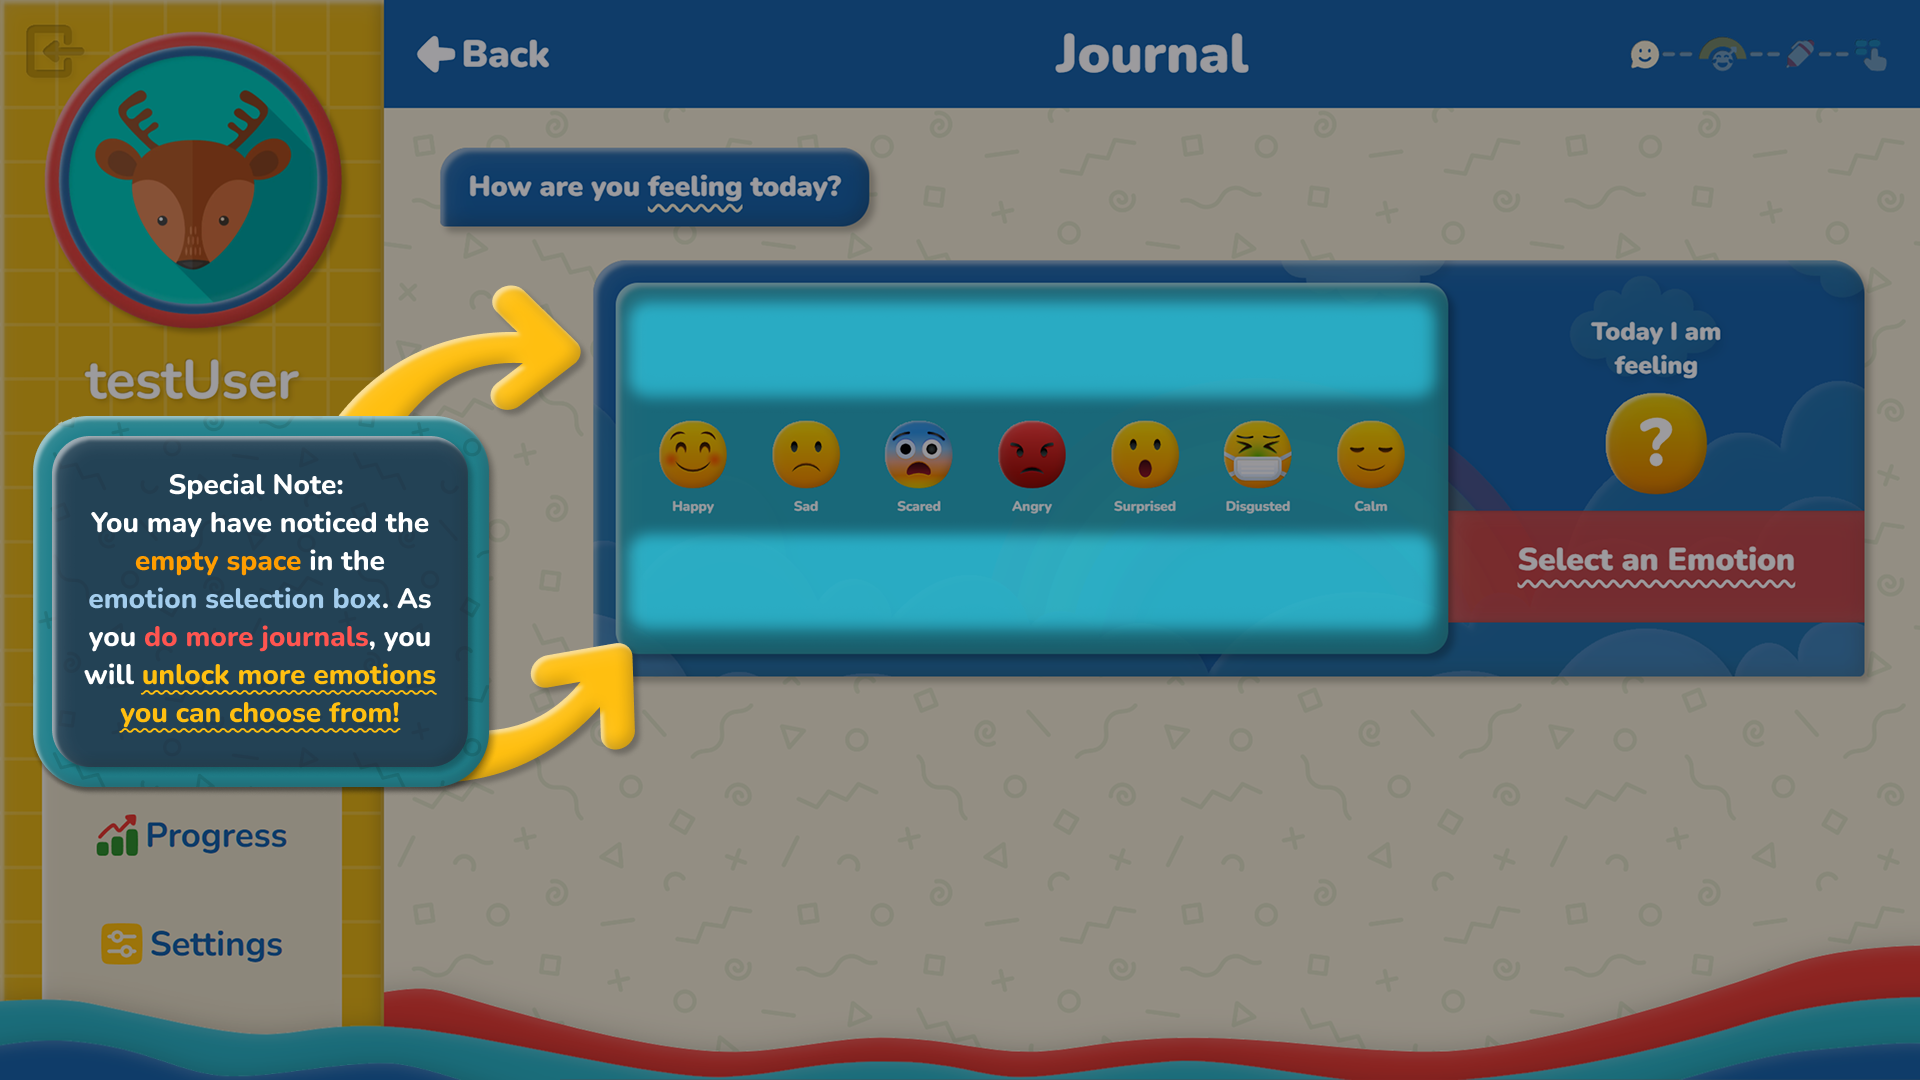 Back
Journal
How are you feeling today?
testUser
Special Note:
You may have noticed the
empty space in the
emotion selection box. As
you do more journals, you
will unlock more emotions
you can choose from!
Happy
Sad
Scared
Angry
Surprised
Disgusted
Calm
Today I am
feeling
?
Select an Emotion
Progress
Settings